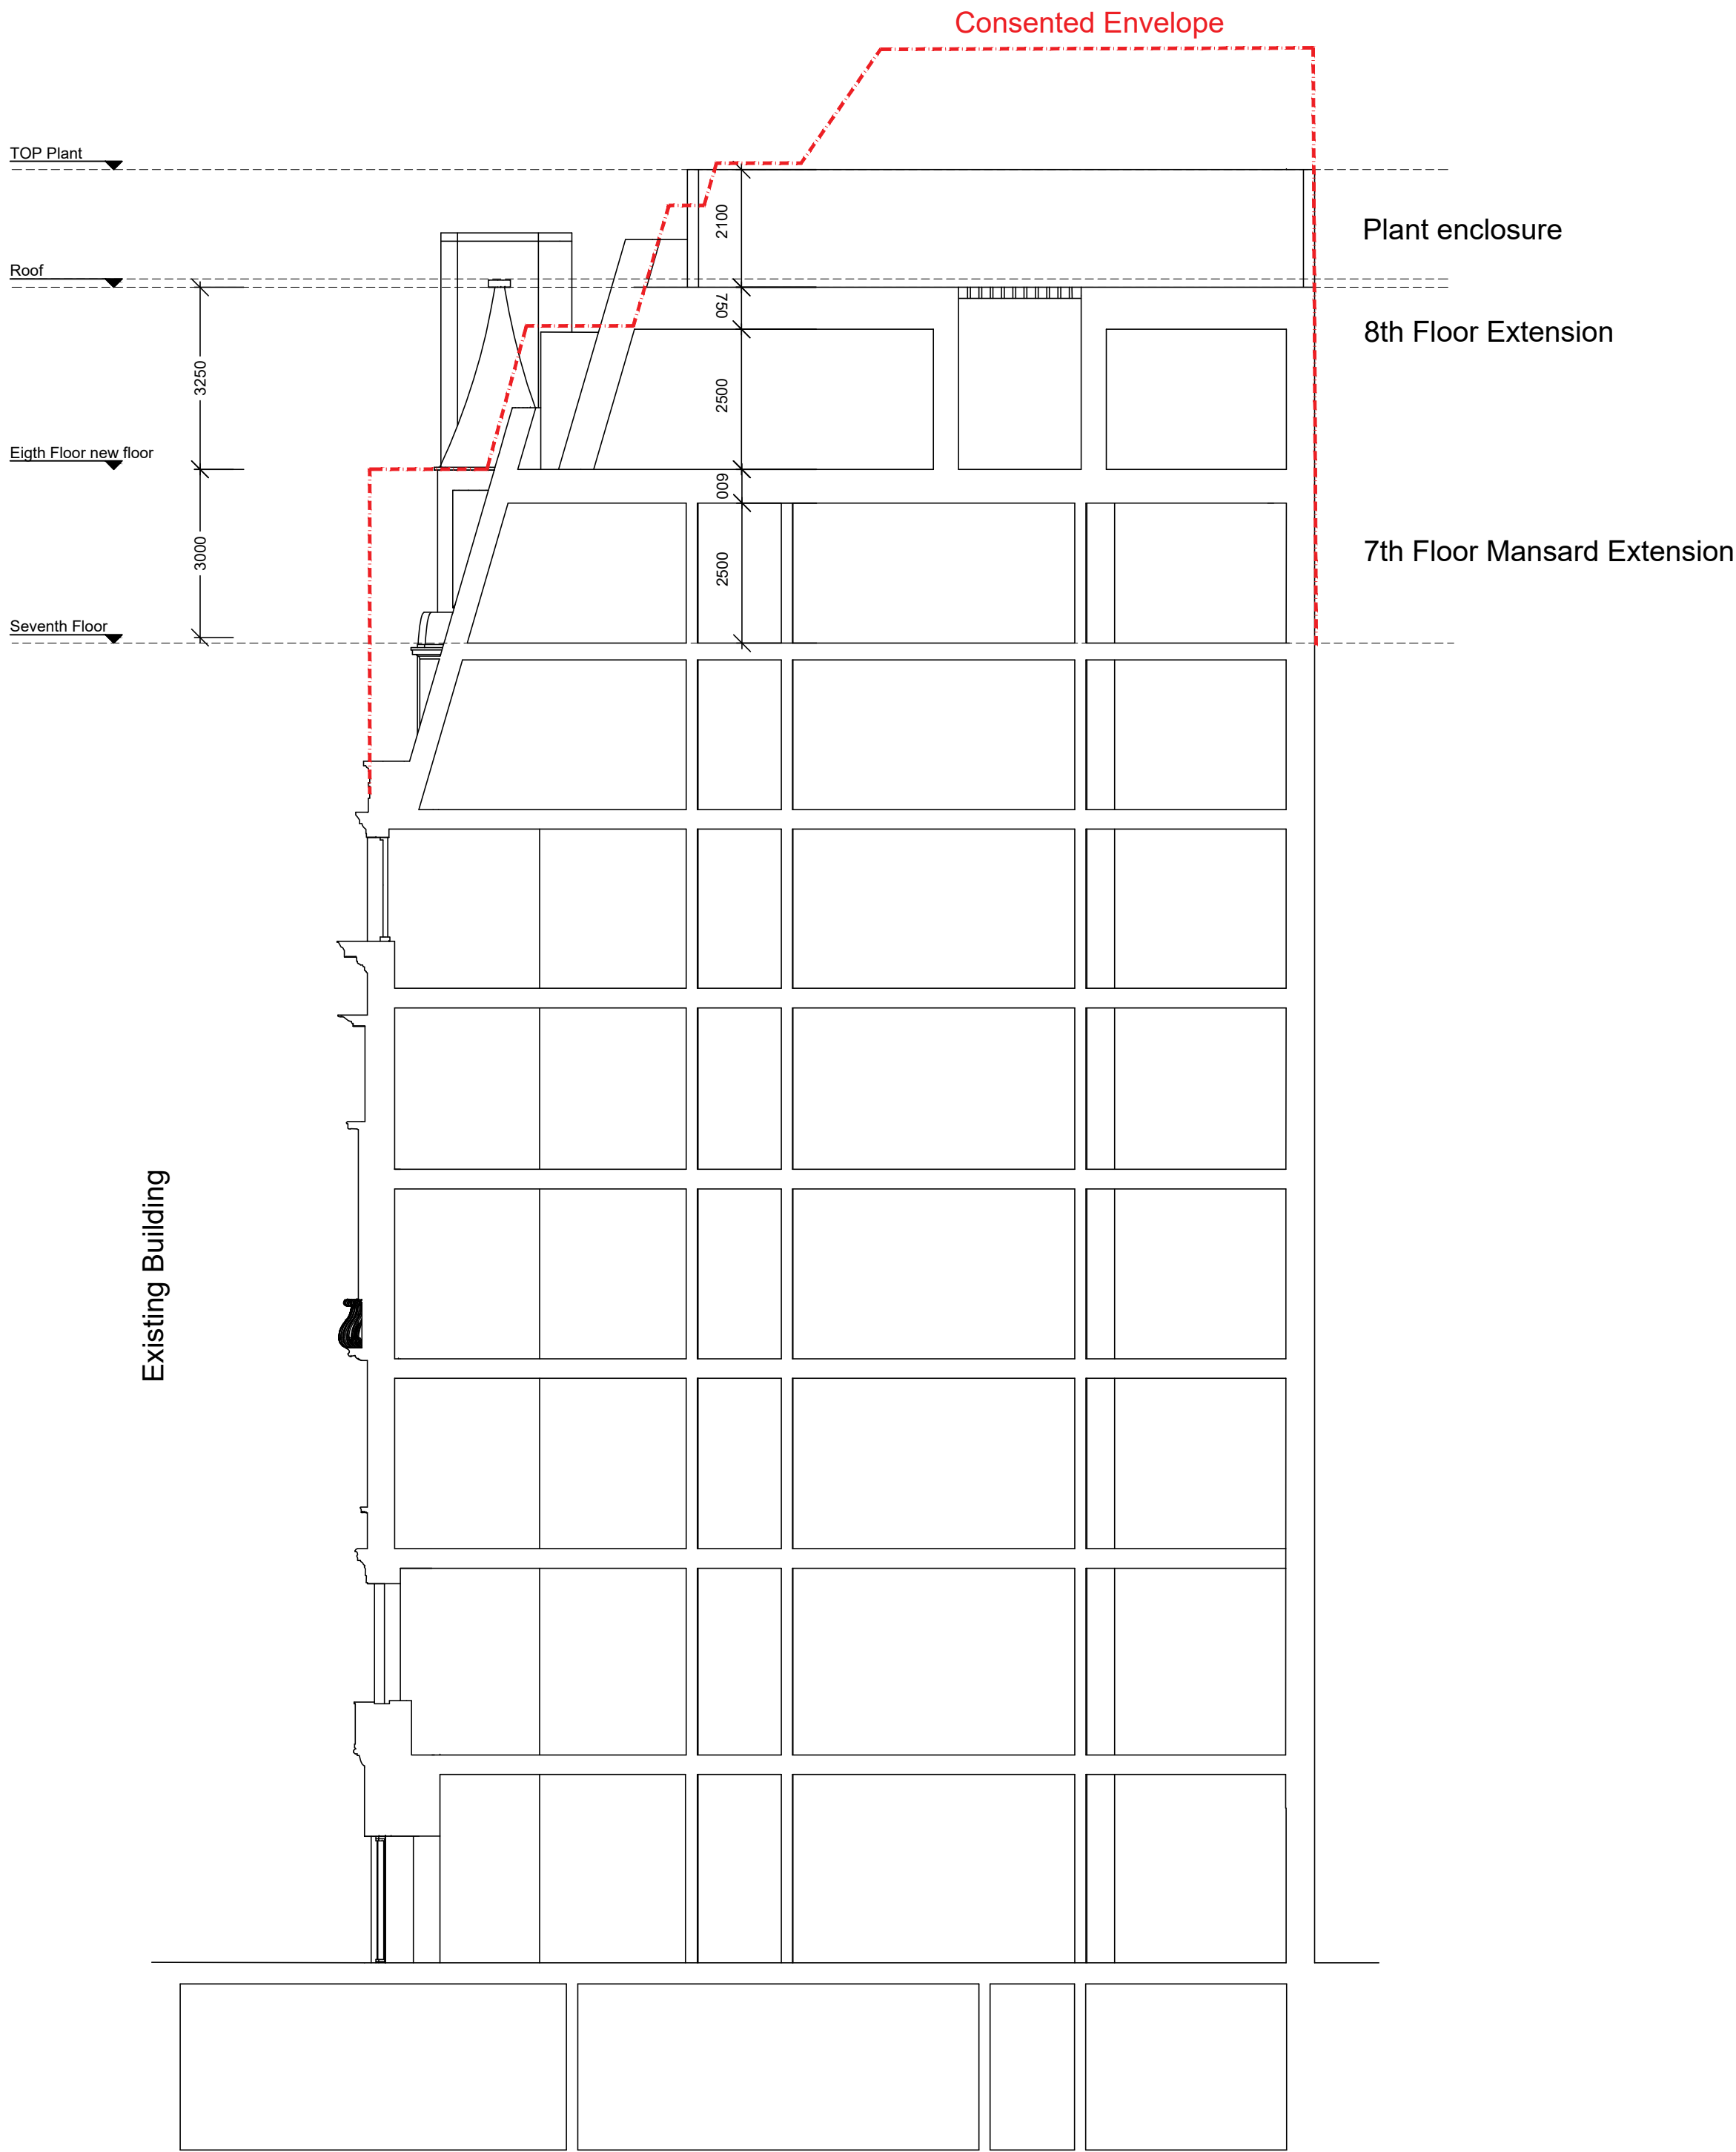 Consented Envelope
TOP Plant
2100
Plant enclosure
Roof
750
8th Floor Extension
3250
2500
Eigth Floor new floor
600
3000
2500
7th Floor Mansard Extension
Seventh Floor
Existing Building